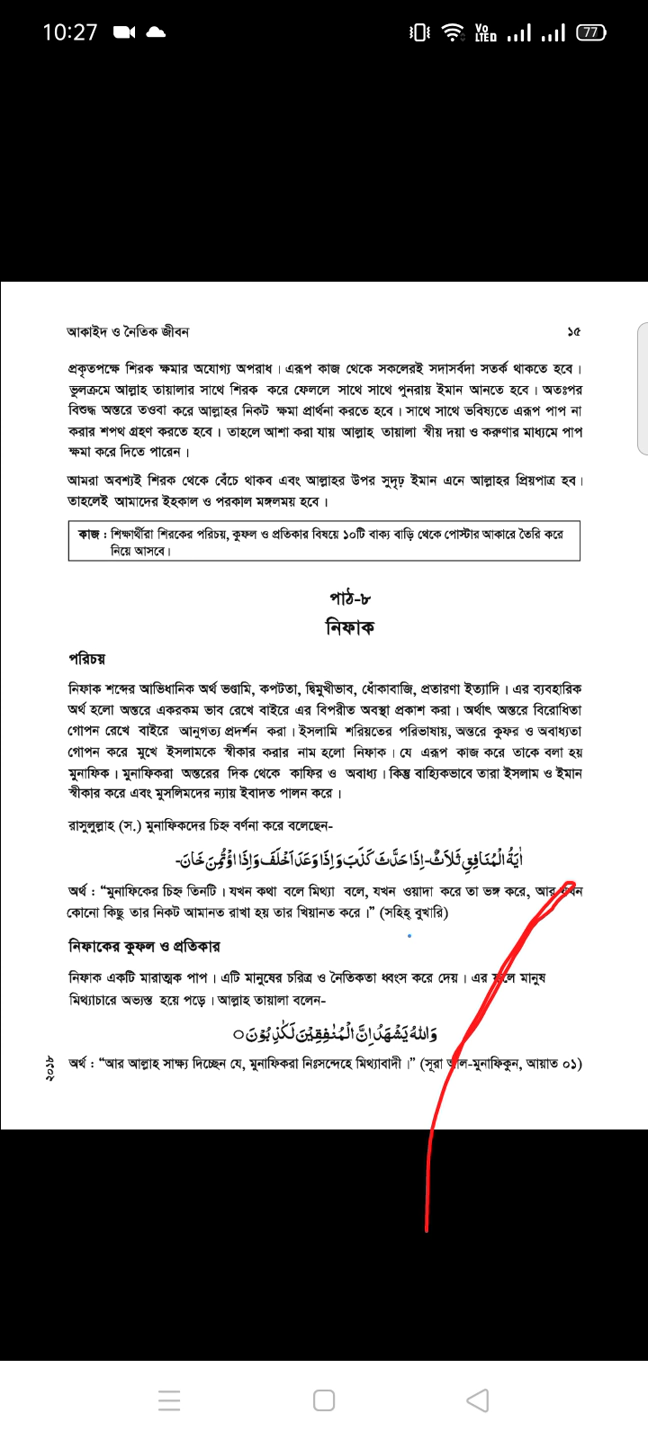 10:27
Vo LTED
77
আকাইদ ও নৈতিক জীবন
১৫
প্রকৃতপক্ষে শিরক ক্ষমার অযোগ্য অপরাধ। এরূপ কাজ থেকে সকলেরই সদাসর্বদা সতর্ক থাকতে হবে।
ভুলক্রমে আল্লাহ তায়ালার সাথে শিরক করে ফেললে সাথে সাথে পুনরায় ইমান আনতে হবে। অতঃপর
বিশুদ্ধ অন্তরে তওবা করে আল্লাহর নিকট ক্ষমা প্রার্থনা করতে হবে। সাথে সাথে ভবিষ্যতে এরূপ পাপ না
করার শপথ গ্রহণ করতে হবে। তাহলে আশা করা যায় আল্লাহ তায়ালা স্বীয় দয়া ও করুণার মাধ্যমে পাপ
ক্ষমা করে দিতে পারেন।
আমরা অবশ্যই শিরক থেকে বেঁচে থাকব এবং আল্লাহর উপর সুদৃঢ় ইমান এনে আল্লাহর প্রিয়পাত্র হব।
তাহলেই আমাদের ইহকাল ও পরকাল মঙ্গলময় হবে।
কাজ : শিক্ষার্থীরা শিরকের পরিচয়, কুফল ও প্রতিকার বিষয়ে ১০টি বাক্য বাড়ি থেকে পোস্টার আকারে তৈরি করে
নিয়ে আসবে।
পাঠ-৮
নিফাক
পরিচয়
নিফাক শব্দের আভিধানিক অর্থ ভণ্ডামি, কপটতা, দ্বিমুখীভাব, ধোঁকাবাজি, প্রতারণা ইত্যাদি। এর ব্যবহারিক
অর্থ হলো অন্তরে একরকম ভাব রেখে বাইরে এর বিপরীত অবস্থা প্রকাশ করা। অর্থাৎ অন্তরে বিরোধিতা
গোপন রেখে বাইরে আনুগত্য প্রদর্শন করা। ইসলামি শরিয়তের পরিভাষায়, অন্তরে কুফর ও অবাধ্যতা
গোপন করে মুখে ইসলামকে স্বীকার করার নাম হলো নিফাক। যে এরূপ কাজ করে তাকে বলা হয়
মুনাফিক। মুনাফিকরা অন্তরের দিক থেকে কাফির ও অবাধ্য। কিন্তু বাহ্যিকভাবে তারা ইসলাম ও ইমান
স্বীকার করে এবং মুসলিমদের ন্যায় ইবাদত পালন করে।
রাসুলুল্লাহ (স.) মুনাফিকদের চিহ্ন বর্ণনা করে বলেছেন-
اٰيَةُ الْمُنَافِقِ ثَلَاثٌ-اِذَا حَدَّثَ كَذَبَ وَاِذَا وَعَدَ اَخْلَفَ وَاِذَا اؤْتُمِنَ خَانَ-
অর্থ : “মুনাফিকের চিহ্ন তিনটি। যখন কথা বলে মিথ্যা বলে, যখন ওয়াদা করে তা ভঙ্গ করে, আর যখন
কোনো কিছু তার নিকট আমানত রাখা হয় তার খিয়ানত করে।” (সহিহ্ বুখারি)
নিফাকের কুফল ও প্রতিকার
নিফাক একটি মারাত্মক পাপ। এটি মানুষের চরিত্র ও নৈতিকতা ধ্বংস করে দেয়। এর ফলে মানুষ
মিথ্যাচারে অভ্যস্ত হয়ে পড়ে। আল্লাহ তায়ালা বলেন-
وَاللّٰهُ يَشْهَدُ اِنَّ الْمُنٰفِقِيْنَ لَكٰذِبُوْنَ ○
অর্থ : “আর আল্লাহ সাক্ষ্য দিচ্ছেন যে, মুনাফিকরা নিঃসন্দেহে মিথ্যাবাদী।” (সূরা আল-মুনাফিকুন, আয়াত ০১)
২০১৮